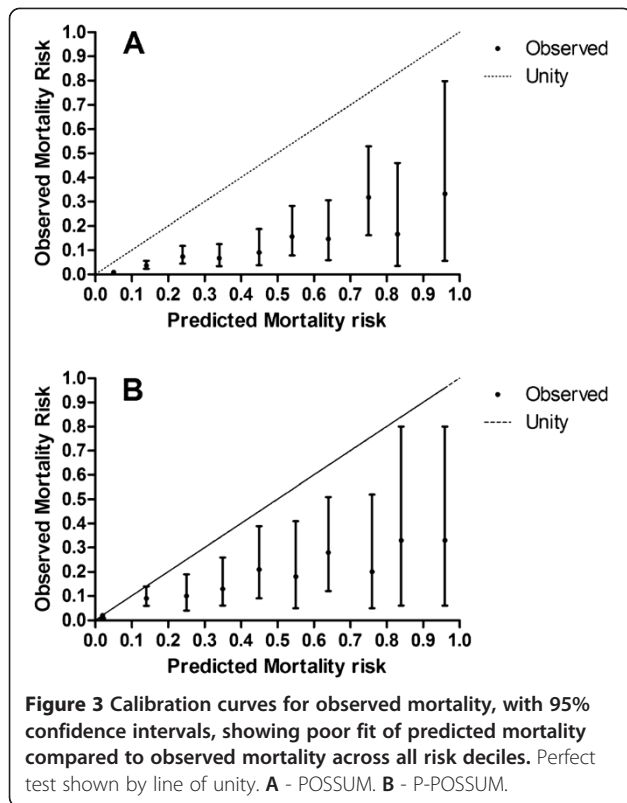 A
Observed
Unity
Observed Mortality Risk
1.0
0.9
0.8
0.7
0.6
0.5
0.4
0.3
0.2
0.1
0.0
0.0 0.1 0.2 0.3 0.4 0.5 0.6 0.7 0.8 0.9 1.0
Predicted Mortality risk
B
Observed
Unity
Observed Mortality Risk
1.0
0.9
0.8
0.7
0.6
0.5
0.4
0.3
0.2
0.1
0.0
0.0 0.1 0.2 0.3 0.4 0.5 0.6 0.7 0.8 0.9 1.0
Predicted Mortality risk
Figure 3 Calibration curves for observed mortality, with 95%
confidence intervals, showing poor fit of predicted mortality
compared to observed mortality across all risk deciles. Perfect
test shown by line of unity. A - POSSUM. B - P-POSSUM.